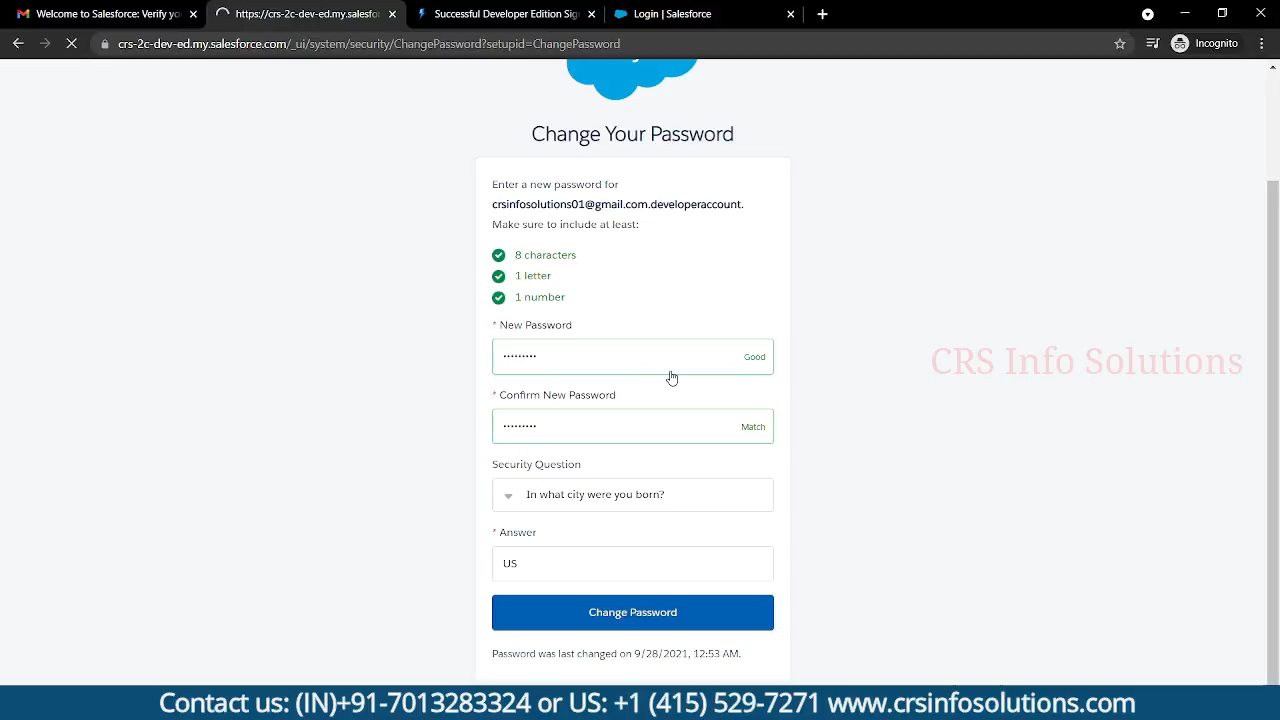 Welcome to Salesforce: Verify yo
https://crs-2c-dev-ed.my.salesfor
Successful Developer Edition Sig
Login | Salesforce
crs-2c-dev-ed.my.salesforce.com/_ui/system/security/ChangePassword?setupid=ChangePassword
Incognito
Change Your Password
Enter a new password for
crsinfosolutions01@gmail.com.developeraccount.
Make sure to include at least:
8 characters
1 letter
1 number
* New Password
Good
* Confirm New Password
Match
Security Question
In what city were you born?
* Answer
US
Change Password
Password was last changed on 9/28/2021, 12:53 AM.
CRS Info Solutions
Contact us: (IN)+91-7013283324 or US: +1 (415) 529-7271 www.crsinfosolutions.com